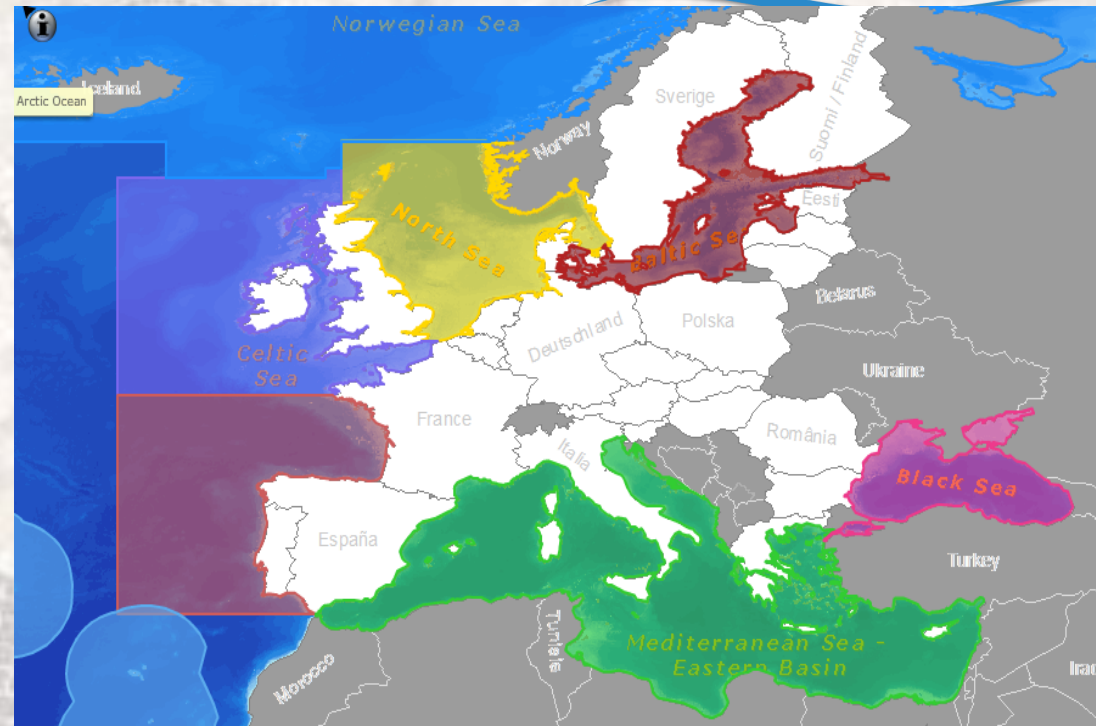 i
Norwegian Sea
Iceland
Arctic Ocean
Sverige
Suomi / Finland
Norway
North Sea
Eesti
Baltic Se
Belarus
Celtic
Sea
Deutschland
Polska
Ukraine
France
Italia
România
Black Sea
España
Turkey
Tunisia
Mediterranean Sea -
Eastern Basin
Morocco
Iraq